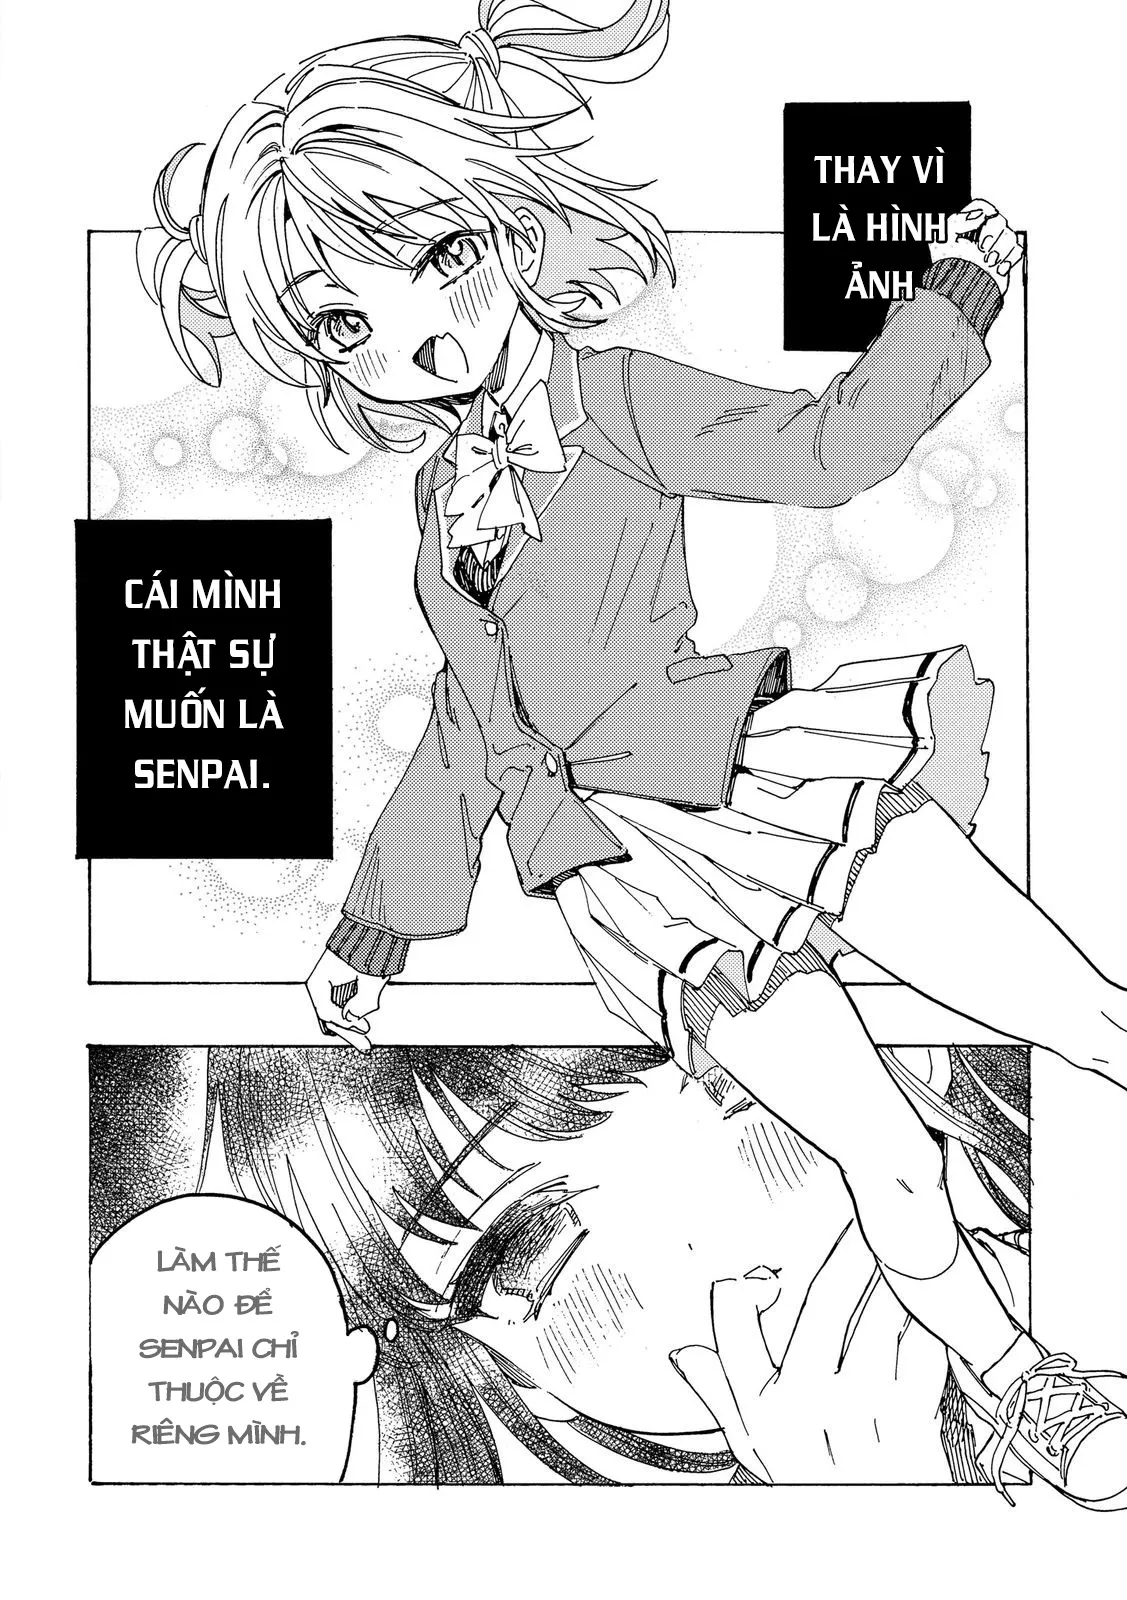 THAY VÌ
LÀ HÌNH
ẢNH
CÁI MÌNH
THẬT SỰ
MUỐN LÀ
SENPAI.
LÀM THẾ
NÀO ĐỂ
SENPAI CHỈ
THUỘC VỀ
RIÊNG MÌNH.